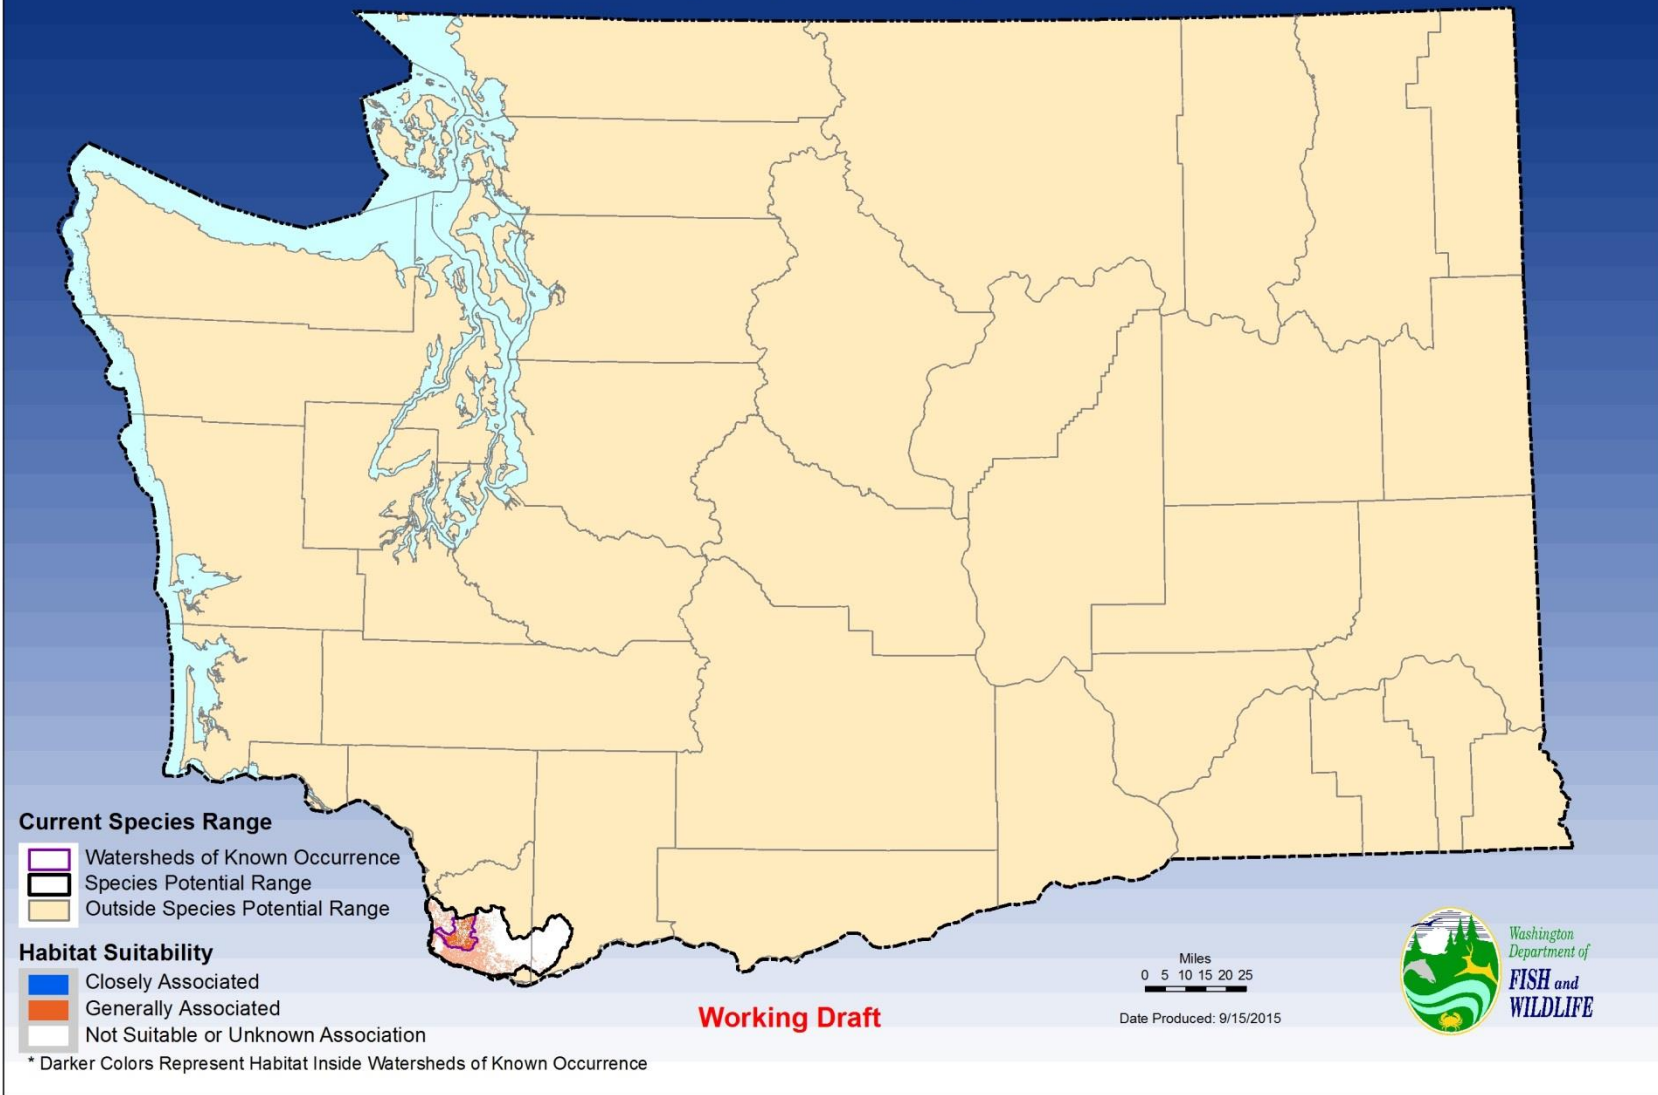 Current Species Range
Watersheds of Known Occurrence
Species Potential Range
Outside Species Potential Range
Habitat Suitability
Closely Associated
Generally Associated
Not Suitable or Unknown Association
* Darker Colors Represent Habitat Inside Watersheds of Known Occurrence
Working Draft
Miles
0 5 10 15 20 25
Date Produced: 9/15/2015
Washington
Department of
FISH and
WILDLIFE